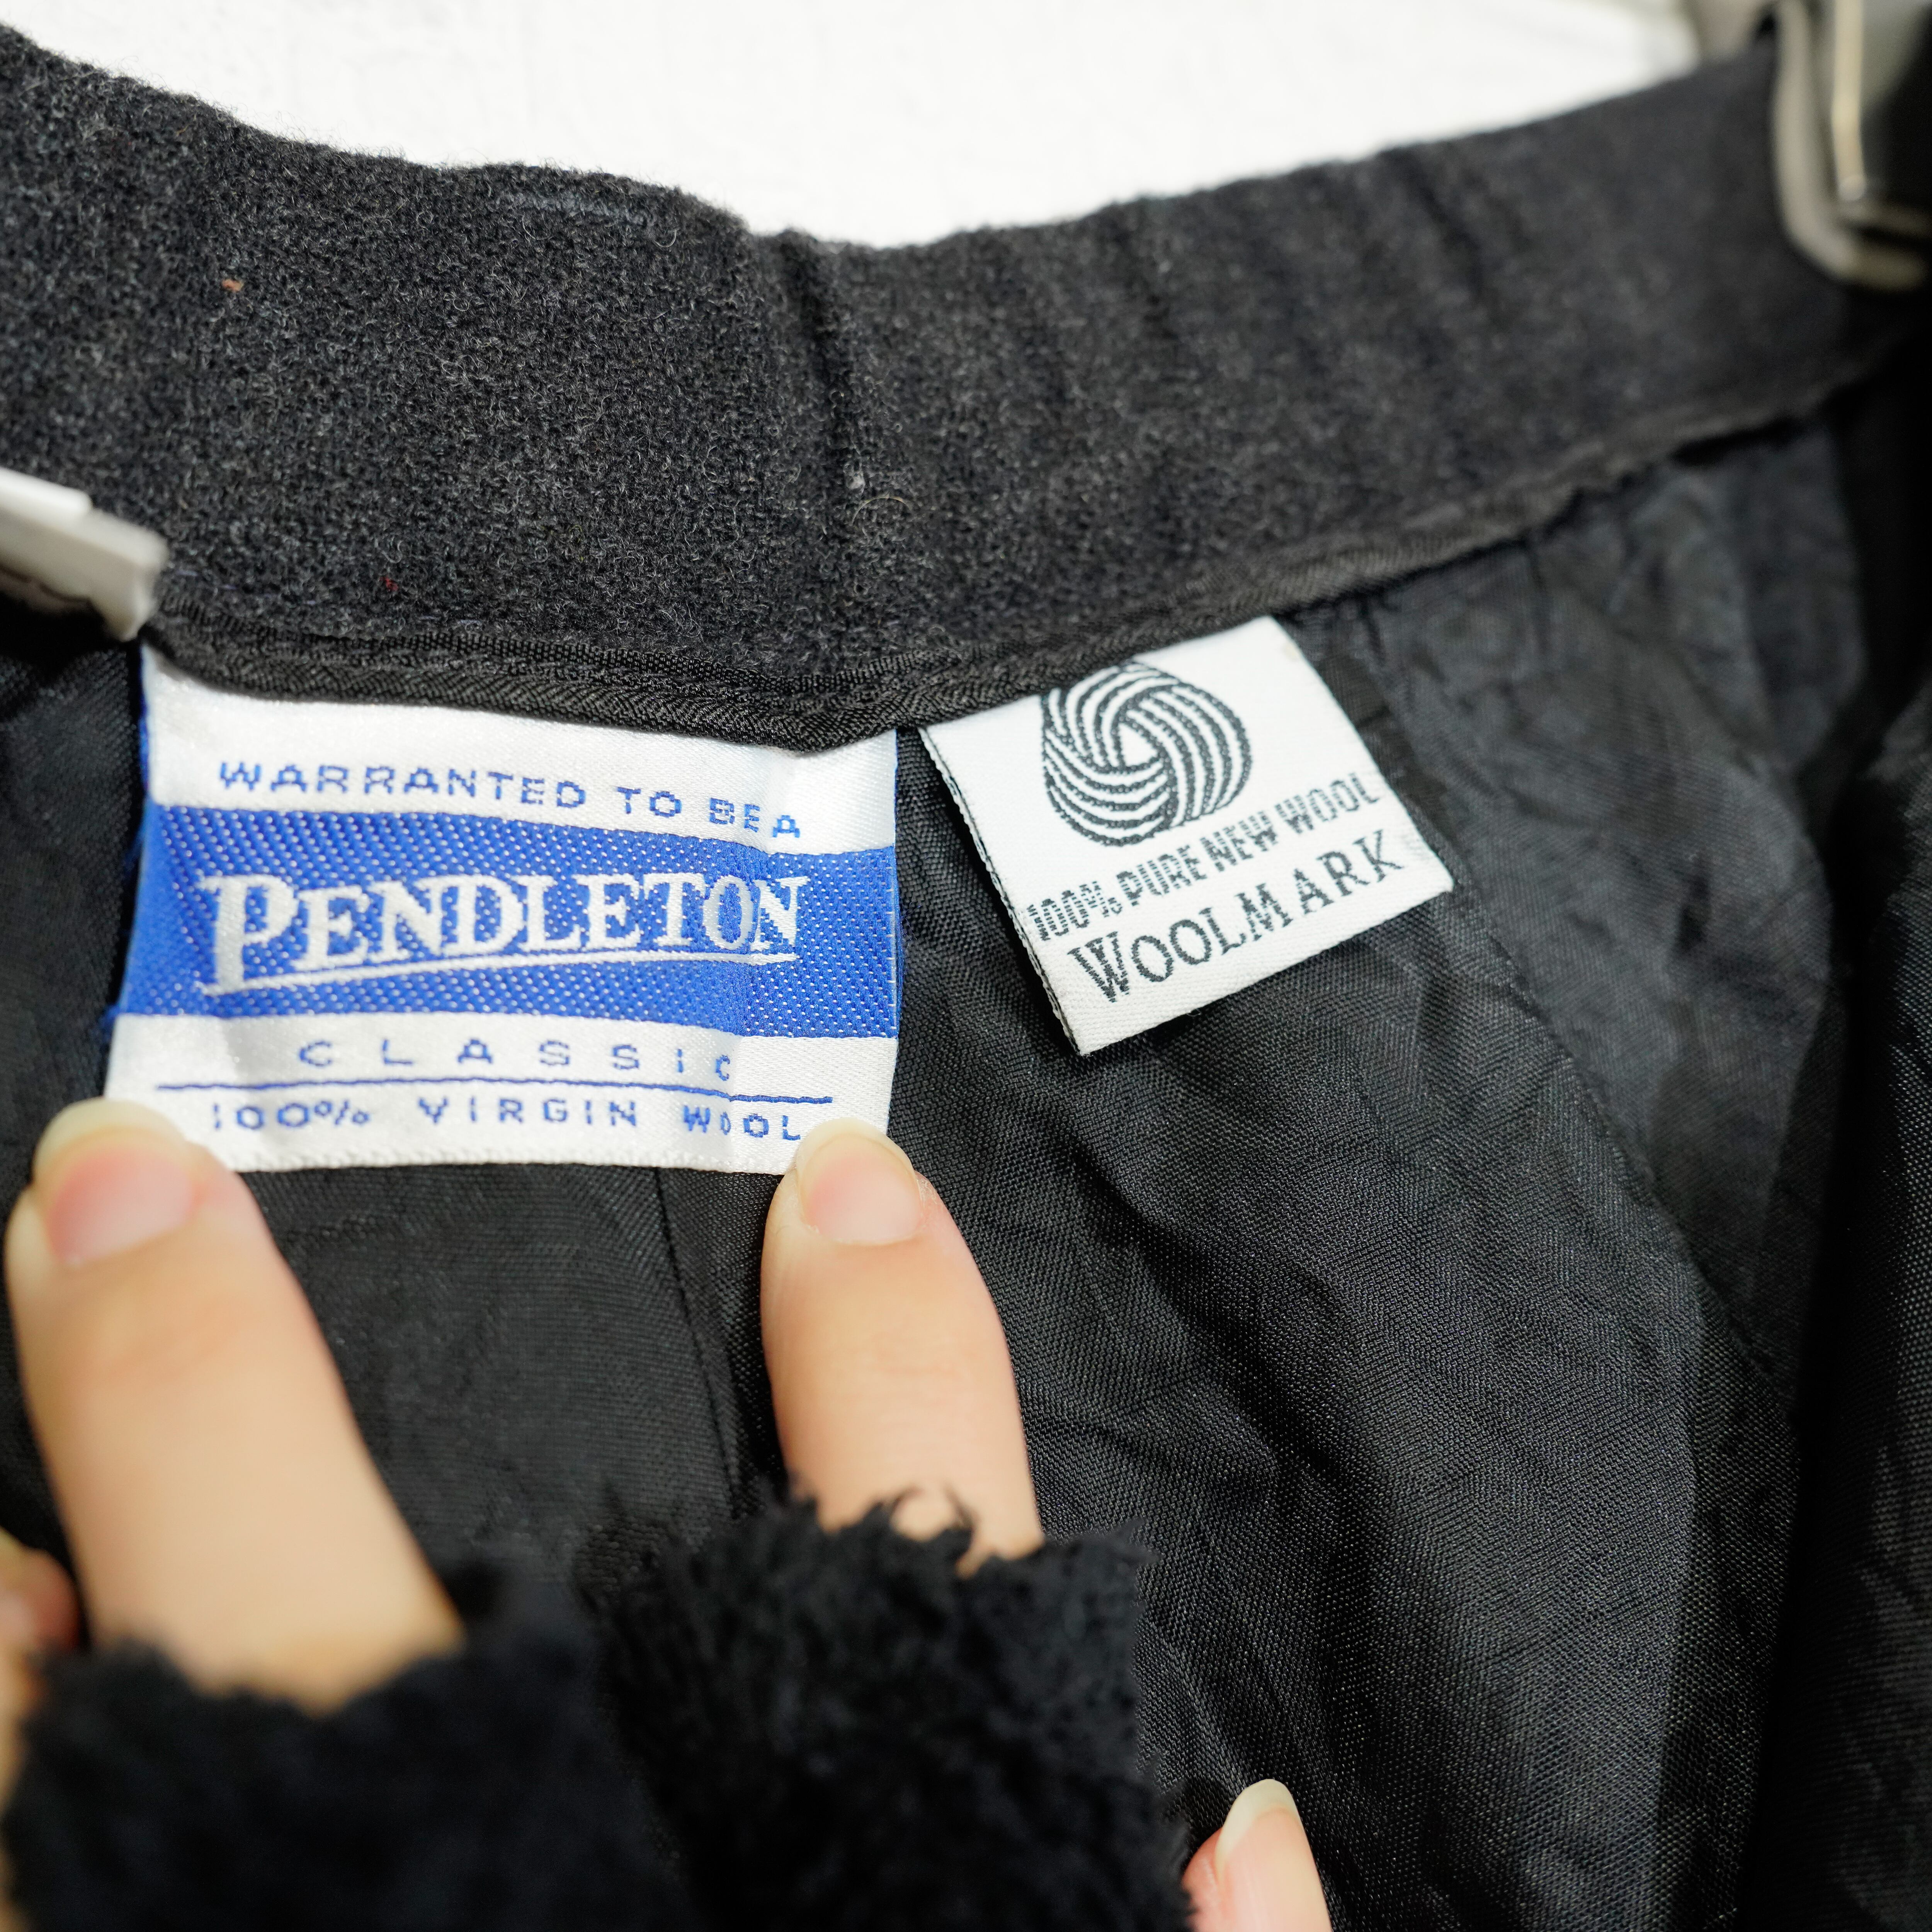 WARRANTED TO BE A
PENDLETON
CLASSIC
100% VIRGIN WOOL
100% PURE NEW WOOL
WOOLMARK